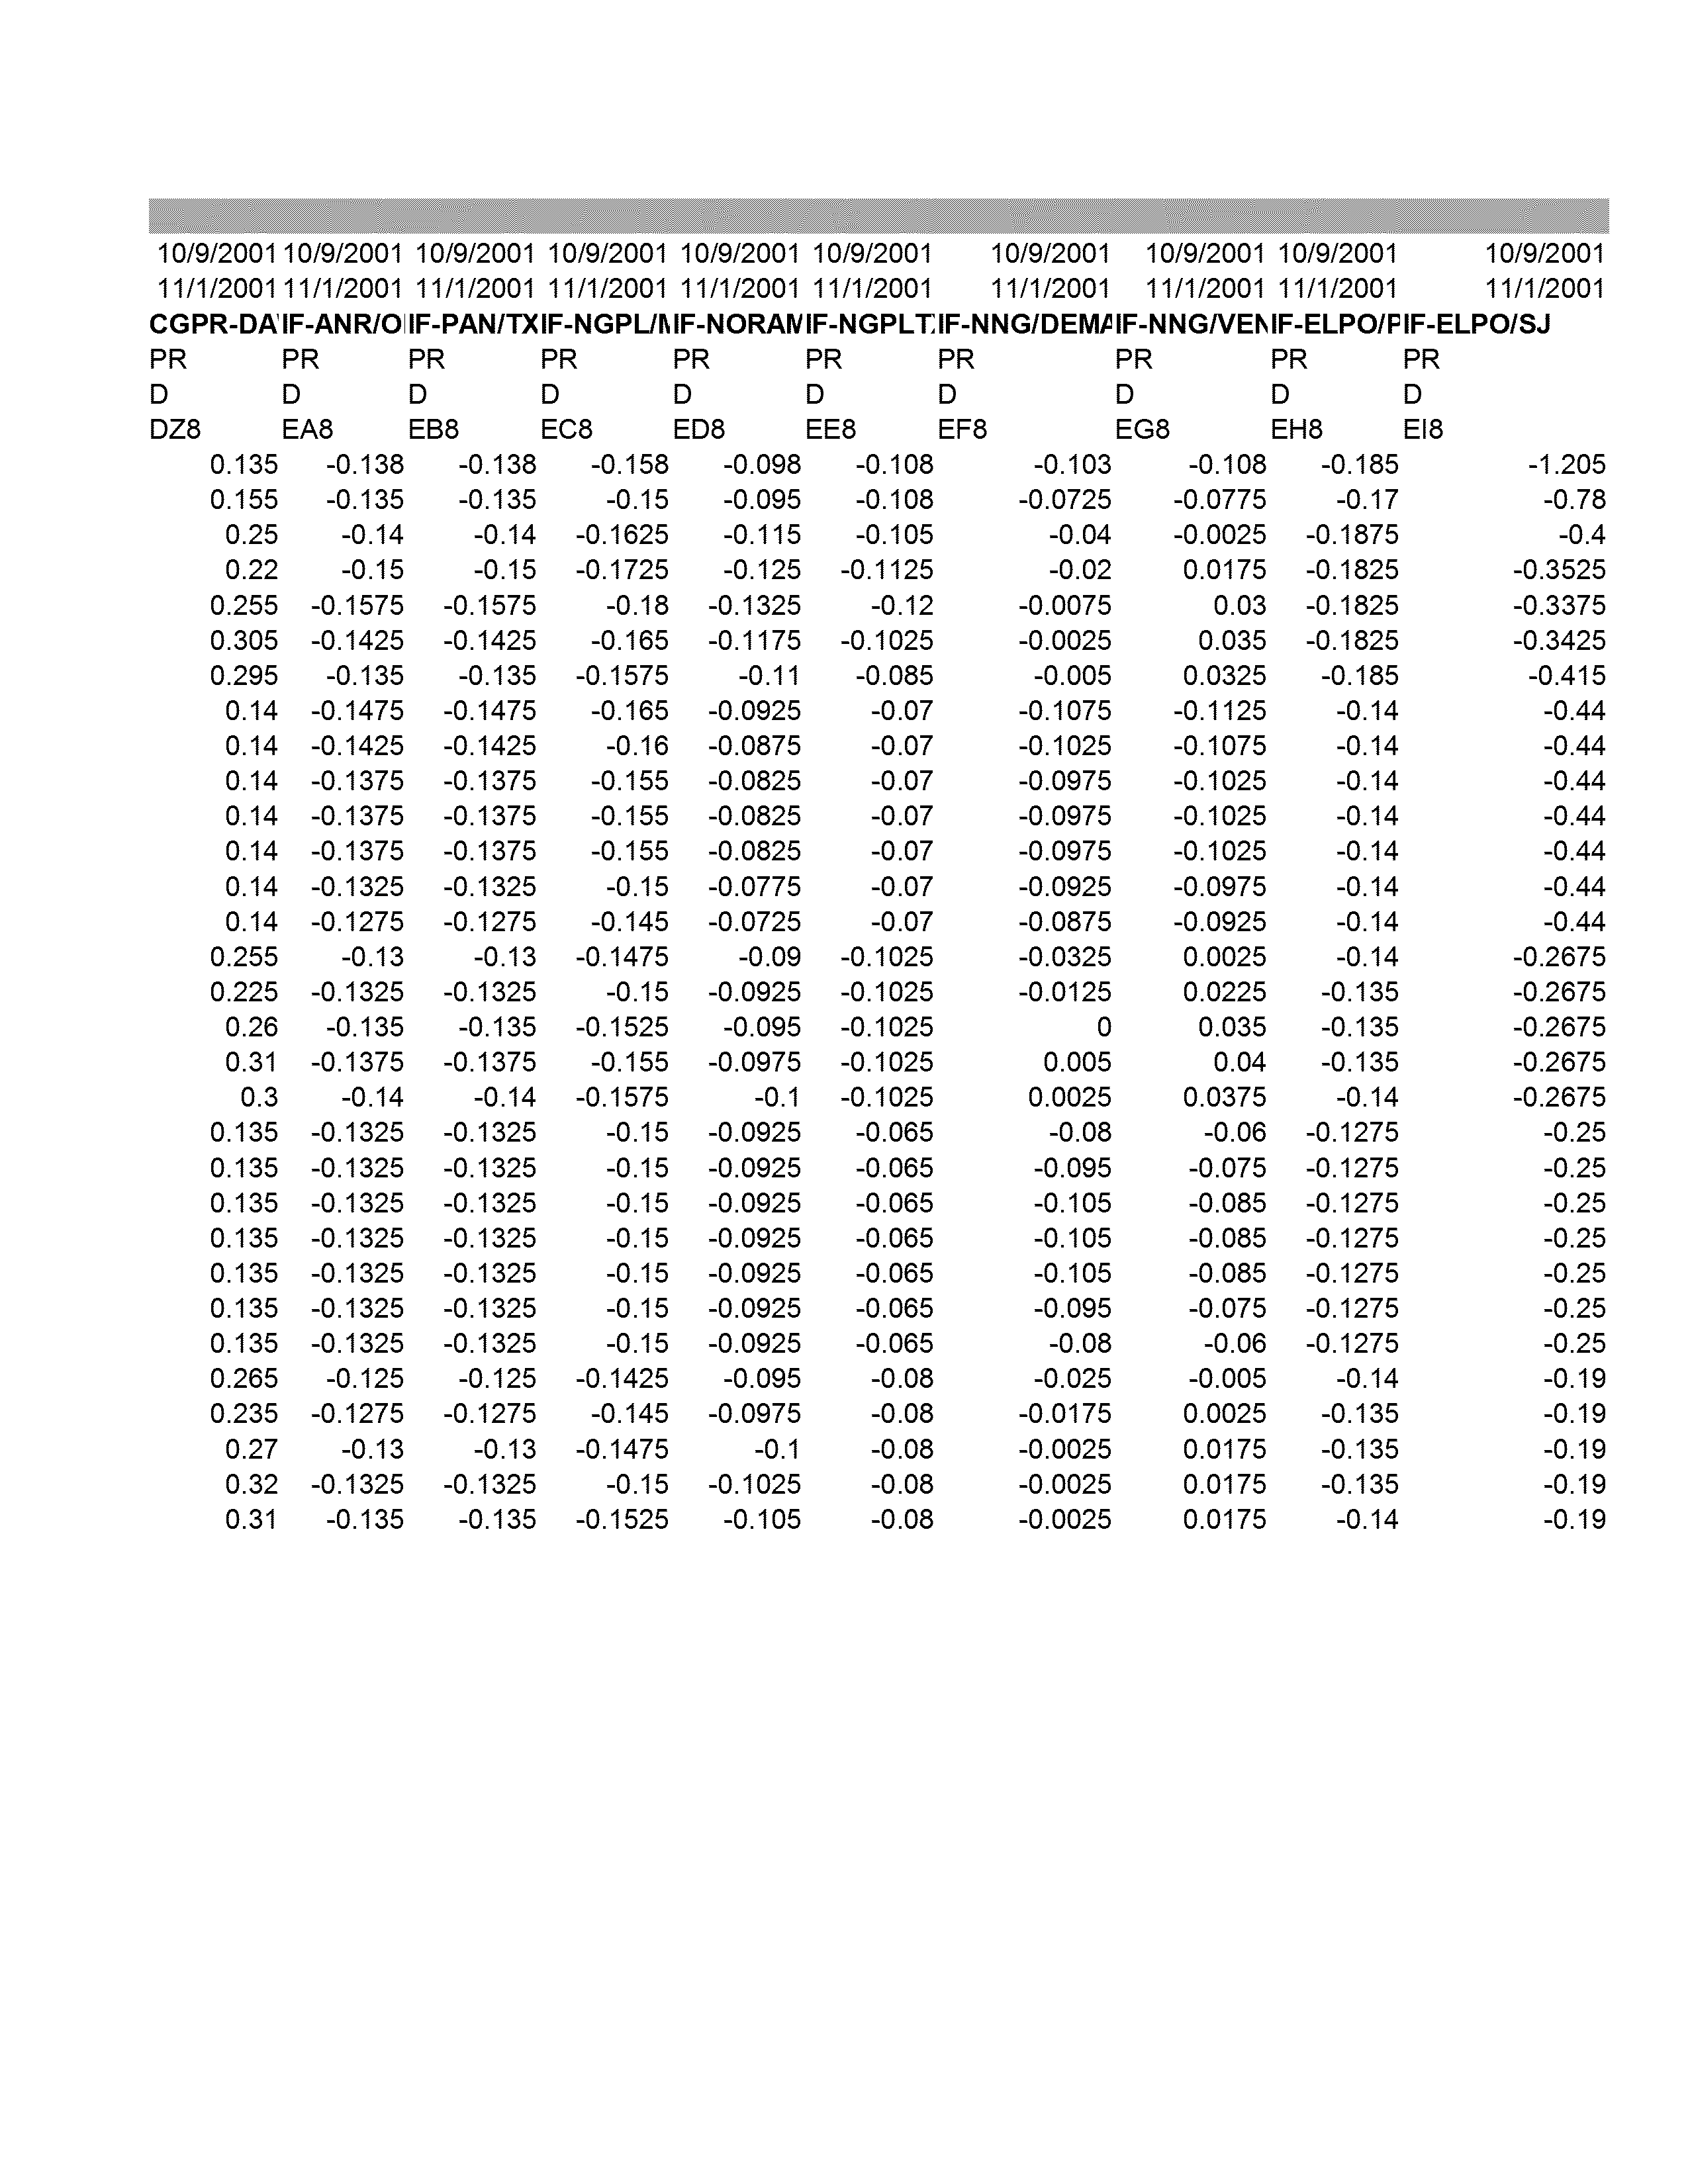 10/9/2001 10/9/2001 10/9/2001 10/9/2001 10/9/2001 10/9/2001 10/9/2001 10/9/2001 10/9/2001 10/9/2001
11/1/2001 11/1/2001 11/1/2001 11/1/2001 11/1/2001 11/1/2001 11/1/2001 11/1/2001 11/1/2001 11/1/2001
CGPR-DA IF-ANR/O IF-PAN/TX IF-NGPL/M IF-NORAM IF-NGPLT IF-NNG/DEMA IF-NNG/VEN IF-ELPO/P IF-ELPO/SJ
PR PR PR PR PR PR PR PR PR PR
D D D D D D D D D D
DZ8 EA8 EB8 EC8 ED8 EE8 EF8 EG8 EH8 EI8
0.135 -0.138 -0.138 -0.158 -0.098 -0.108 -0.103 -0.108 -0.185 -1.205
0.155 -0.135 -0.135 -0.15 -0.095 -0.108 -0.0725 -0.0775 -0.17 -0.78
0.25 -0.14 -0.14 -0.1625 -0.115 -0.105 -0.04 -0.0025 -0.1875 -0.4
0.22 -0.15 -0.15 -0.1725 -0.125 -0.1125 -0.02 0.0175 -0.1825 -0.3525
0.255 -0.1575 -0.1575 -0.18 -0.1325 -0.12 -0.0075 0.03 -0.1825 -0.3375
0.305 -0.1425 -0.1425 -0.165 -0.1175 -0.1025 -0.0025 0.035 -0.1825 -0.3425
0.295 -0.135 -0.135 -0.1575 -0.11 -0.085 -0.005 0.0325 -0.185 -0.415
0.14 -0.1475 -0.1475 -0.165 -0.0925 -0.07 -0.1075 -0.1125 -0.14 -0.44
0.14 -0.1425 -0.1425 -0.16 -0.0875 -0.07 -0.1025 -0.1075 -0.14 -0.44
0.14 -0.1375 -0.1375 -0.155 -0.0825 -0.07 -0.0975 -0.1025 -0.14 -0.44
0.14 -0.1375 -0.1375 -0.155 -0.0825 -0.07 -0.0975 -0.1025 -0.14 -0.44
0.14 -0.1375 -0.1375 -0.155 -0.0825 -0.07 -0.0975 -0.1025 -0.14 -0.44
0.14 -0.1325 -0.1325 -0.15 -0.0775 -0.07 -0.0925 -0.0975 -0.14 -0.44
0.14 -0.1275 -0.1275 -0.145 -0.0725 -0.07 -0.0875 -0.0925 -0.14 -0.44
0.255 -0.13 -0.13 -0.1475 -0.09 -0.1025 -0.0325 0.0025 -0.14 -0.2675
0.225 -0.1325 -0.1325 -0.15 -0.0925 -0.1025 -0.0125 0.0225 -0.135 -0.2675
0.26 -0.135 -0.135 -0.1525 -0.095 -0.1025 0 0.035 -0.135 -0.2675
0.31 -0.1375 -0.1375 -0.155 -0.0975 -0.1025 0.005 0.04 -0.135 -0.2675
0.3 -0.14 -0.14 -0.1575 -0.1 -0.1025 0.0025 0.0375 -0.14 -0.2675
0.135 -0.1325 -0.1325 -0.15 -0.0925 -0.065 -0.08 -0.06 -0.1275 -0.25
0.135 -0.1325 -0.1325 -0.15 -0.0925 -0.065 -0.095 -0.075 -0.1275 -0.25
0.135 -0.1325 -0.1325 -0.15 -0.0925 -0.065 -0.105 -0.085 -0.1275 -0.25
0.135 -0.1325 -0.1325 -0.15 -0.0925 -0.065 -0.105 -0.085 -0.1275 -0.25
0.135 -0.1325 -0.1325 -0.15 -0.0925 -0.065 -0.105 -0.085 -0.1275 -0.25
0.135 -0.1325 -0.1325 -0.15 -0.0925 -0.065 -0.095 -0.075 -0.1275 -0.25
0.135 -0.1325 -0.1325 -0.15 -0.0925 -0.065 -0.08 -0.06 -0.1275 -0.25
0.265 -0.125 -0.125 -0.1425 -0.095 -0.08 -0.025 -0.005 -0.14 -0.19
0.235 -0.1275 -0.1275 -0.145 -0.0975 -0.08 -0.0175 0.0025 -0.135 -0.19
0.27 -0.13 -0.13 -0.1475 -0.1 -0.08 -0.0025 0.0175 -0.135 -0.19
0.32 -0.1325 -0.1325 -0.15 -0.1025 -0.08 -0.0025 0.0175 -0.135 -0.19
0.31 -0.135 -0.135 -0.1525 -0.105 -0.08 -0.0025 0.0175 -0.14 -0.19